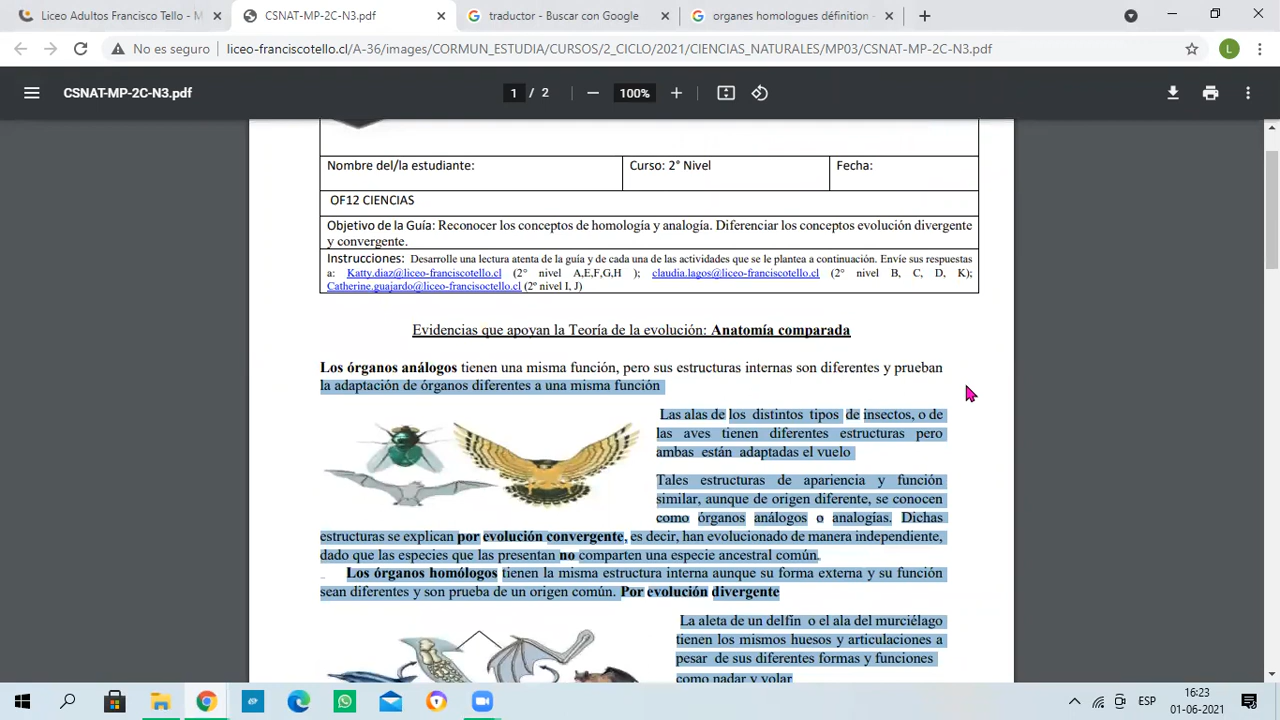 Liceo Adultos Francisco Tello - M
CSNAT-MP-2C-N3.pdf
traductor - Buscar con Google
organes homologues définition -
No es seguro
liceo-franciscotello.cl/A-36/images/CORMUN_ESTUDIA/CURSOS/2_CICLO/2021/CIENCIAS_NATURALES/MP03/CSNAT-MP-2C-N3.pdf
L
CSNAT-MP-2C-N3.pdf
1 / 2
100%
Nombre del/la estudiante:
Curso: 2° Nivel
Fecha:
OF12 CIENCIAS
Objetivo de la Guía: Reconocer los conceptos de homología y analogía. Diferenciar los conceptos evolución divergente
y convergente.
Instrucciones: Desarrolle una lectura atenta de la guía y de cada una de las actividades que se le plantea a continuación. Envíe sus respuestas
a: Katty.diaz@liceo-franciscotello.cl (2° nivel A,E,F,G,H ); claudia.lagos@liceo-franciscotello.cl (2° nivel B, C, D, K);
Catherine.guajardo@liceo-francisoctello.cl (2º nivel I, J)
Evidencias que apoyan la Teoría de la evolución: Anatomía comparada
Los órganos análogos tienen una misma función, pero sus estructuras internas son diferentes y prueban
la adaptación de órganos diferentes a una misma función
Las alas de los distintos tipos de insectos, o de
las aves tienen diferentes estructuras pero
ambas están adaptadas el vuelo
Tales estructuras de apariencia y función
similar, aunque de origen diferente, se conocen
como órganos análogos o analogías. Dichas
estructuras se explican por evolución convergente, es decir, han evolucionado de manera independiente,
dado que las especies que las presentan no comparten una especie ancestral común.
Los órganos homólogos tienen la misma estructura interna aunque su forma externa y su función
sean diferentes y son prueba de un origen común. Por evolución divergente
La aleta de un delfín o el ala del murciélago
tienen los mismos huesos y articulaciones a
pesar de sus diferentes formas y funciones
como nadar y volar
ESP
16:23
01-06-2021